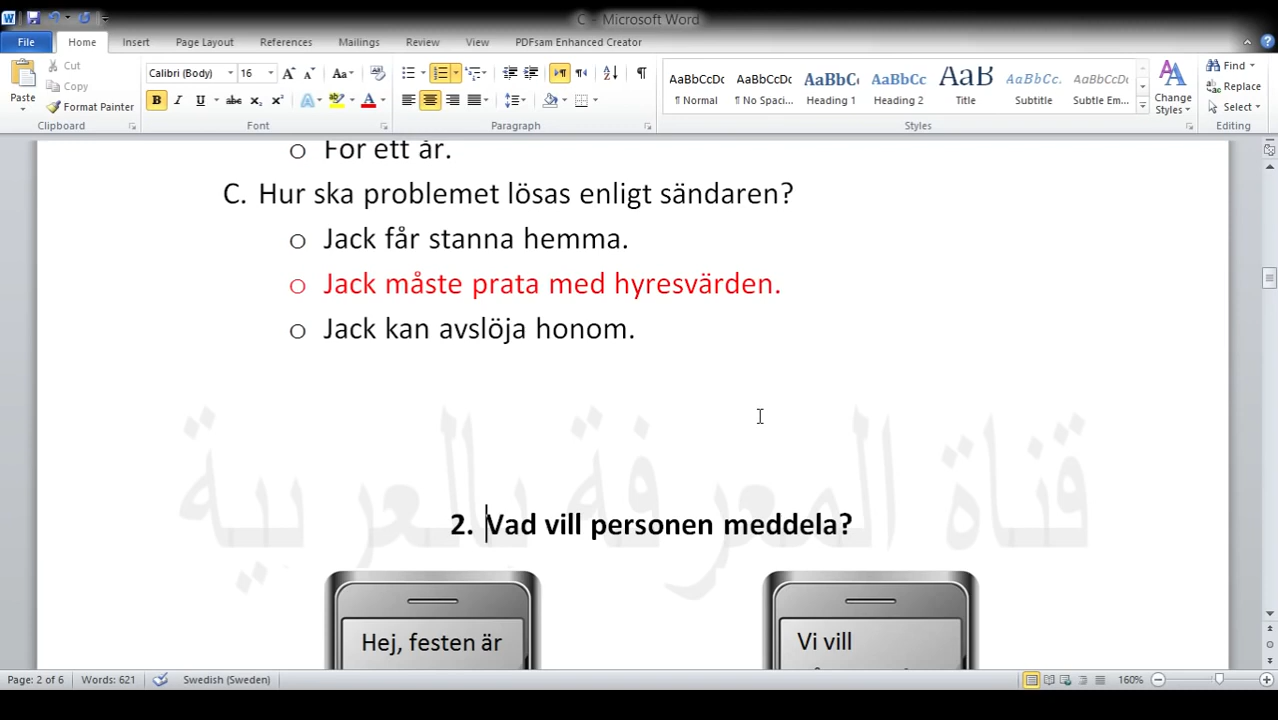 C - Microsoft Word
File Home Insert Page Layout References Mailings Review View PDFsam Enhanced Creator
Paste
Cut
Copy
Format Painter
Clipboard
Calibri (Body) 16
Font
Paragraph
AaBbCcDc AaBbCcDc AaBbC AaBbCc AaB AaBbCc. AaBbCcDc
¶ Normal ¶ No Spaci... Heading 1 Heading 2 Title Subtitle Subtle Em...
Change Styles
Styles
Find
Replace
Select
Editing
o För ett år.
C. Hur ska problemet lösas enligt sändaren?
o Jack får stanna hemma.
o Jack måste prata med hyresvärden.
o Jack kan avslöja honom.
قناة المعرفة بالعربية
2. Vad vill personen meddela?
Hej, festen är
Vi vill
Page: 2 of 6 Words: 621 Swedish (Sweden) 160%